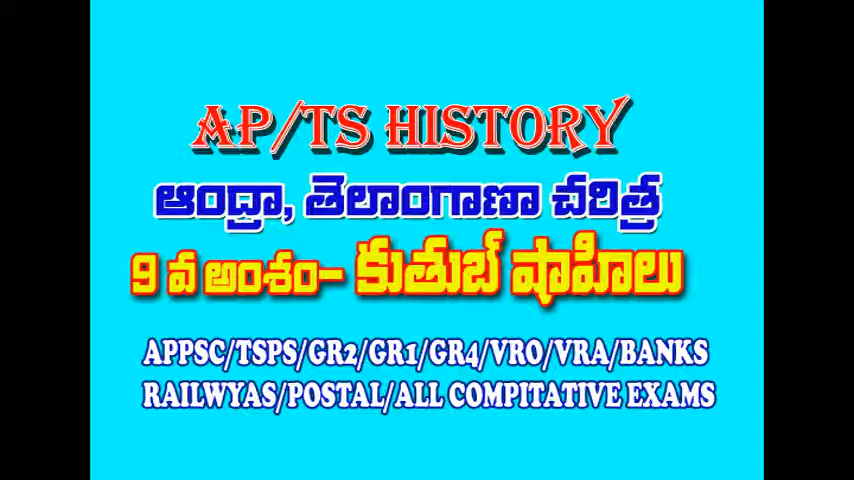 AP/TS HISTORY
ఆంద్రా, తెలాంగాణా చరిత్ర
9 వ అంశం- కుతుబ్ షాహిలు
APPSC/TSPS/GR2/GR1/GR4/VRO/VRA/BANKS
RAILWYAS/POSTAL/ALL COMPITATIVE EXAMS